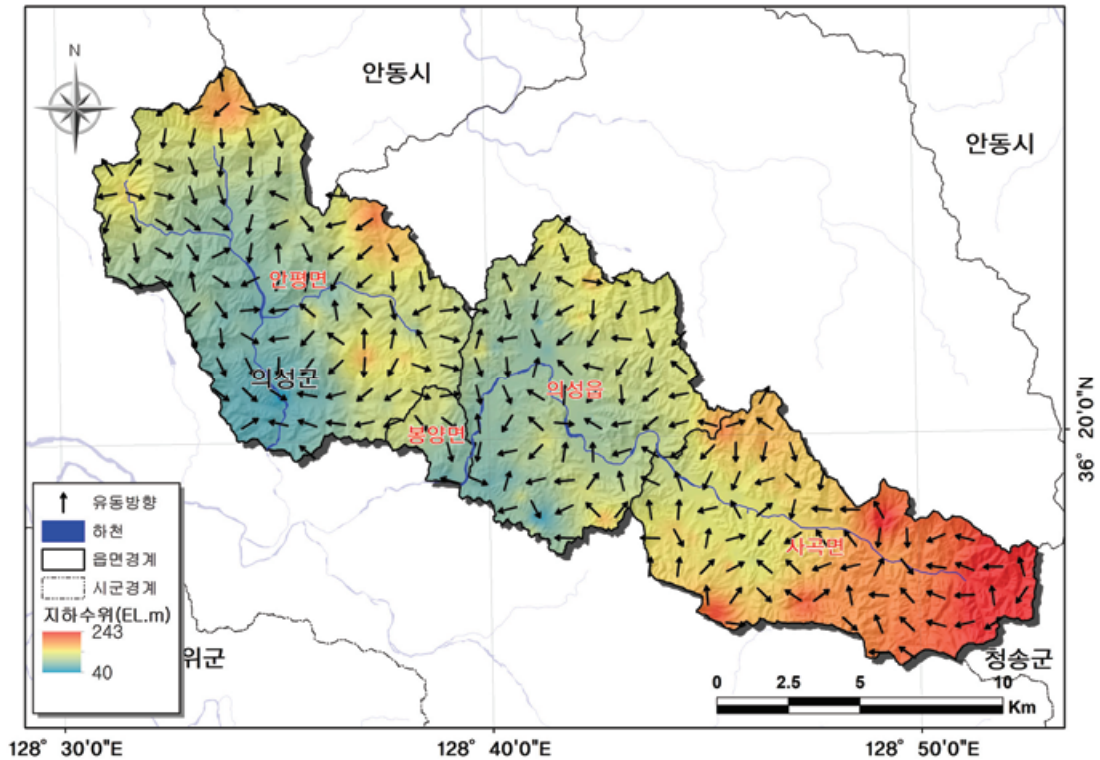 안동시
N
안동시
안평면
의성군
의성읍
봉양면
사곡면
36° 20'0"N
유동방향
하천
읍면경계
시군경계
지하수위(EL.m)
243
40
위군
청송군
0 2.5 5 10
Km
128° 30'0"E 128° 40'0"E 128° 50'0"E